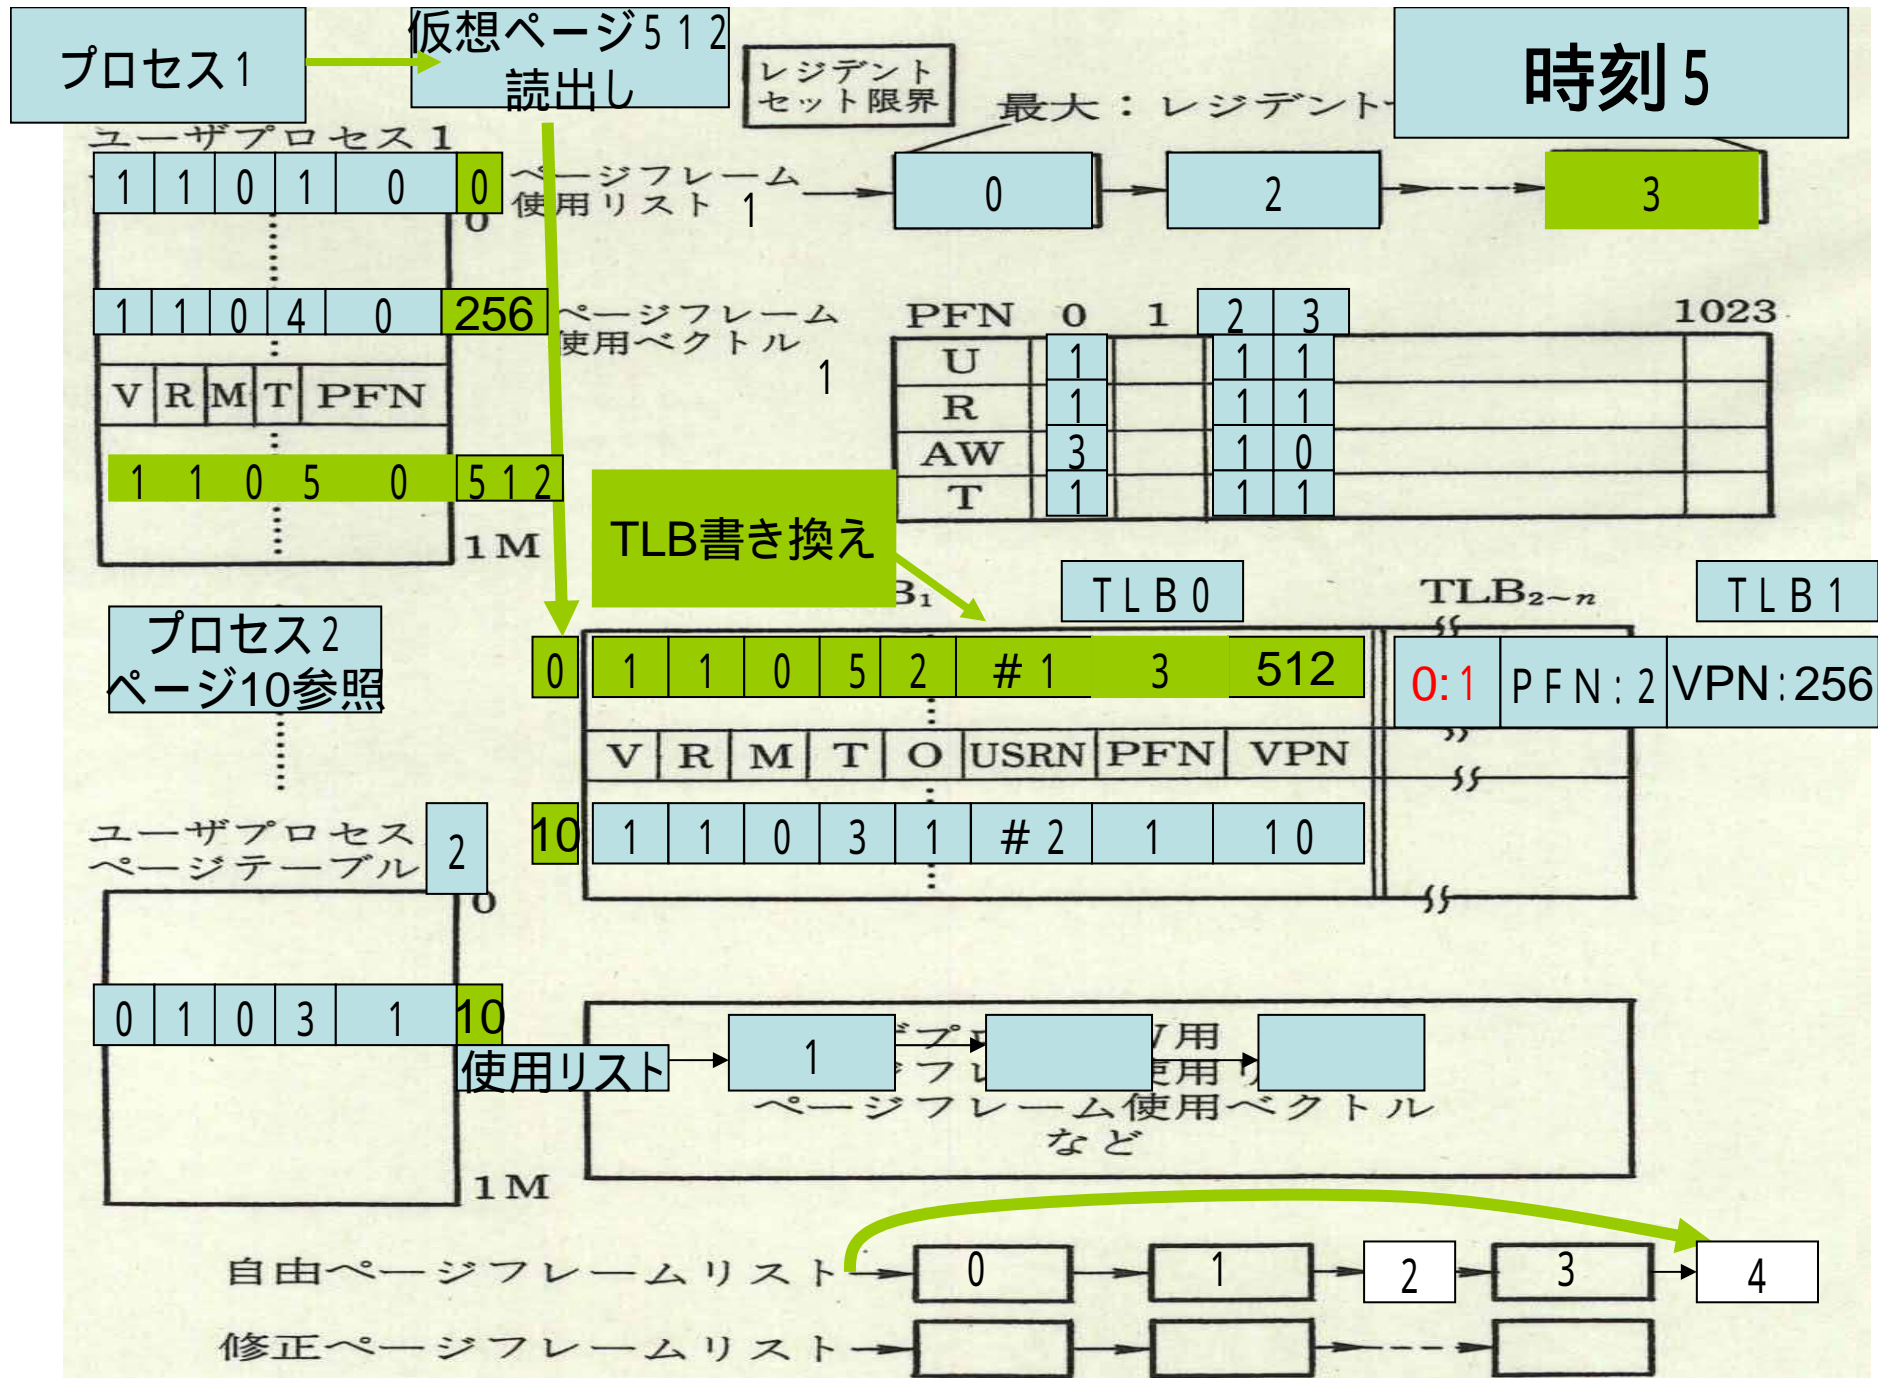 プロセス1
仮想ページ512
読出し
レジデント
セット限界
最大：レジデント
時刻5
ユーザプロセス1
1 1 0 1 0 0
0
ページフレーム
使用リスト 1
0 2 3
1 1 0 4 0 256
ページフレーム
使用ベクトル
1
PFN 0 1 2 3 1023
U 1 1 1
R 1 1 1
AW 3 1 0
T 1 1 1
V R M T PFN
1 1 0 5 0 512
1M
TLB書き換え
B₁
TLB0
TLB₂~ₙ
TLB1
プロセス2
ページ10参照
0 1 1 0 5 2 #1 3 512
0:1 PFN:2 VPN:256
V R M T O USRN PFN VPN
10 1 1 0 3 1 #2 1 10
ユーザプロセス
ページテーブル
2
0
0 1 0 3 1 10
使用リスト
1
用
使用
ページフレーム使用ベクトル
など
1M
自由ページフレームリスト 0 1 2 3 4
修正ページフレームリスト